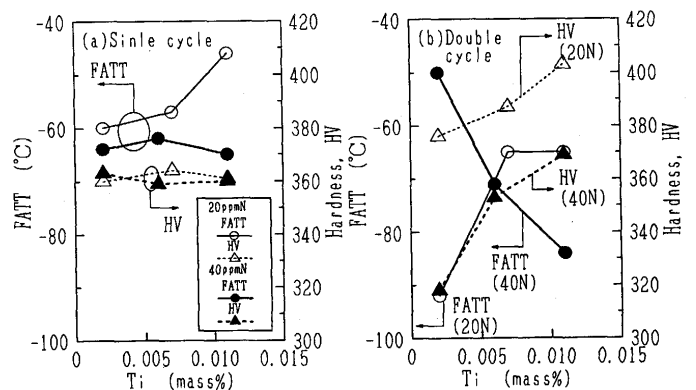 (a)Sinle cycle
FATT
HV
-40
-60
-80
-100
FATT (°C)
420
400
380
360
340
320
300
Hardness, HV
20ppmN
FATT
HV
40ppmN
FATT
HV
0
0.005
0.010
0.015
Ti (mass%)
(b)Double
cycle
HV
(20N)
HV
(40N)
FATT
(40N)
FATT
(20N)
-40
-50
-60
-70
-80
-90
-100
FATT (°C)
420
400
380
360
340
320
300
Hardness, HV
0
0.005
0.010
0.015
Ti (mass%)